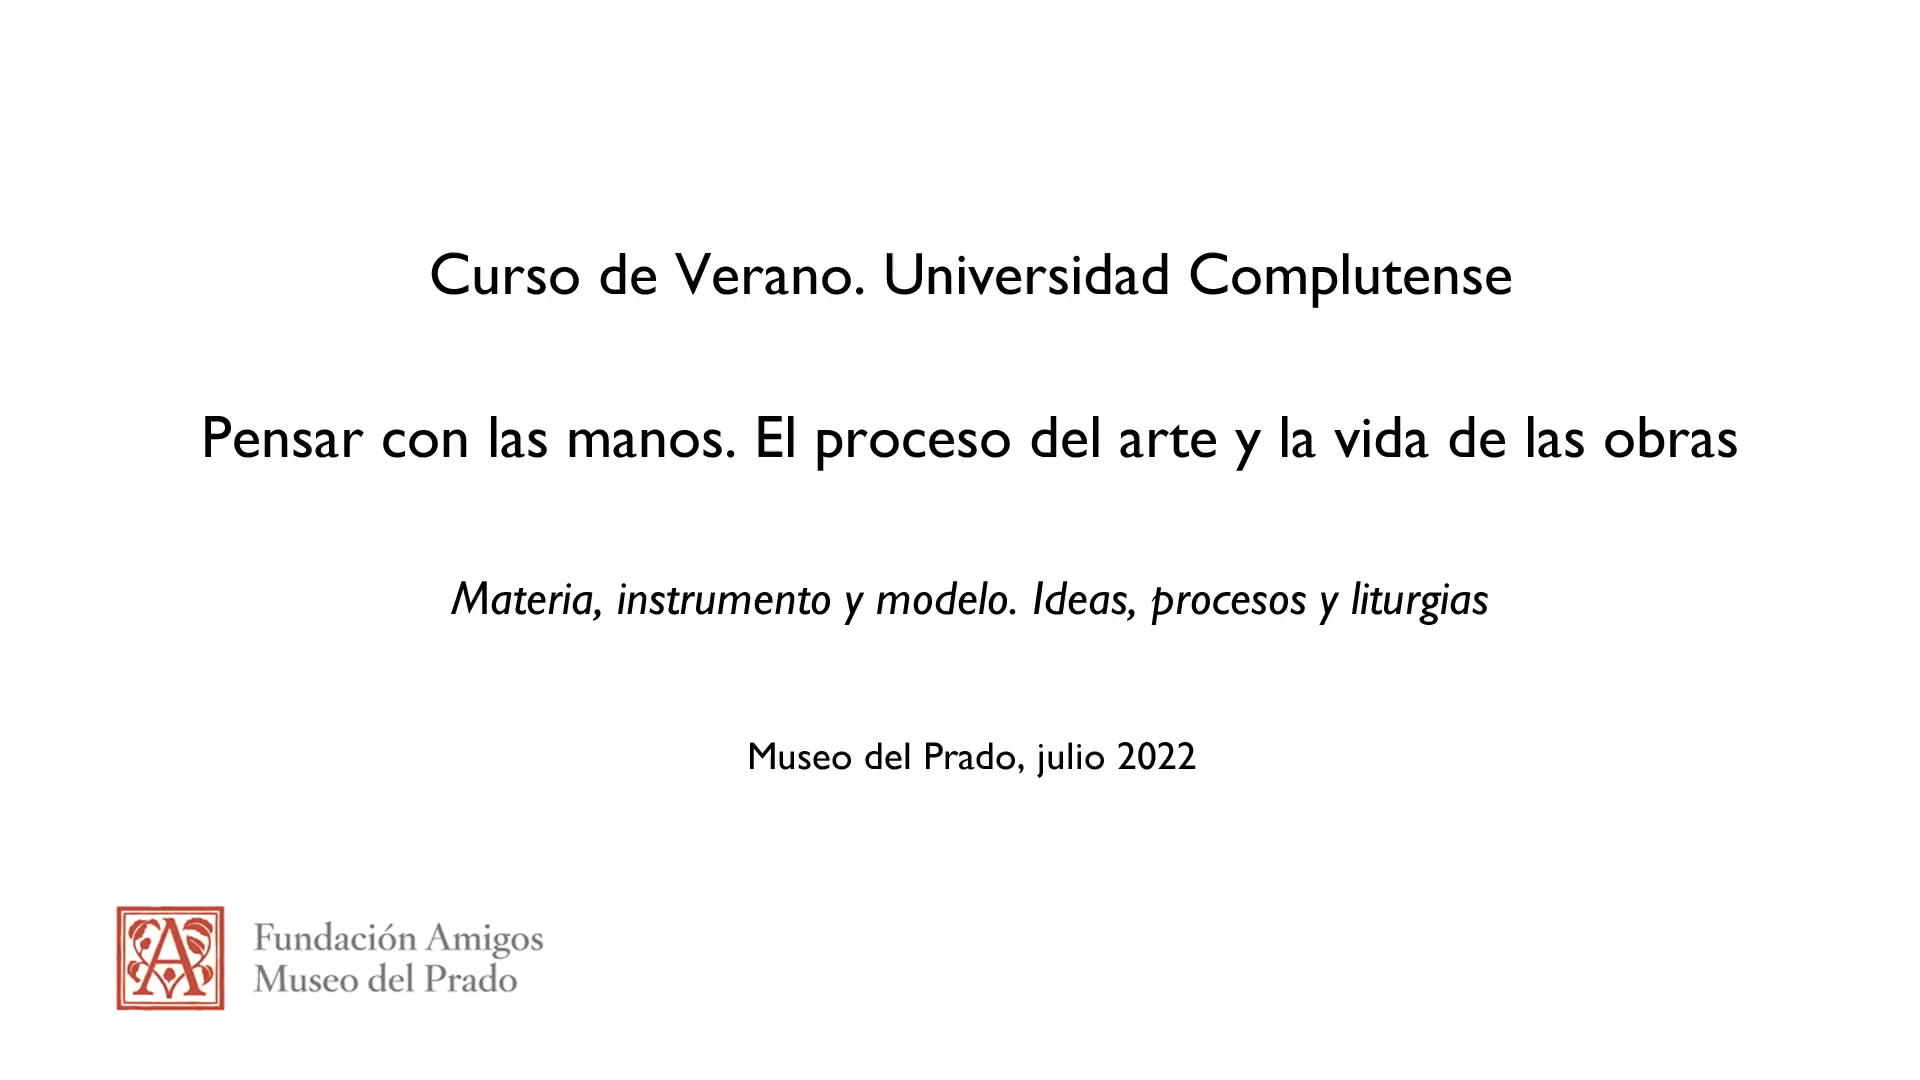 Curso de Verano. Universidad Complutense
Pensar con las manos. El proceso del arte y la vida de las obras
Materia, instrumento y modelo. Ideas, procesos y liturgias
Museo del Prado, julio 2022
A
Fundación Amigos
Museo del Prado